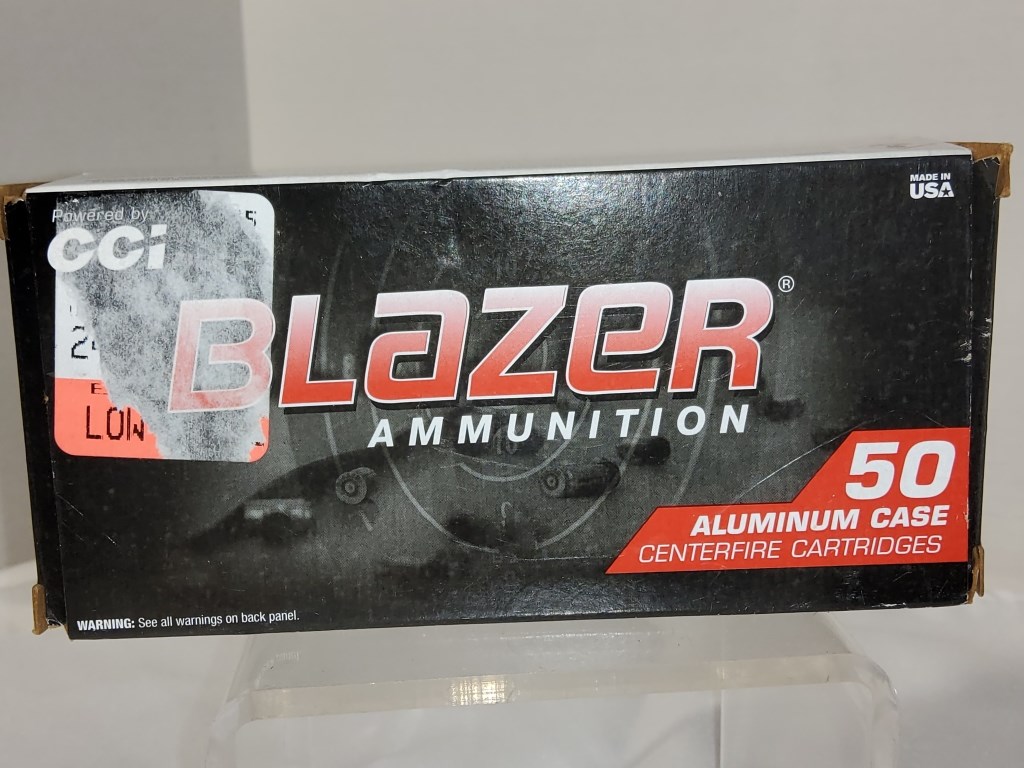 Powered by
CCI
MADE IN
USA
BLAZER®
AMMUNITION
LOW
50
ALUMINUM CASE
CENTERFIRE CARTRIDGES
WARNING: See all warnings on back panel.